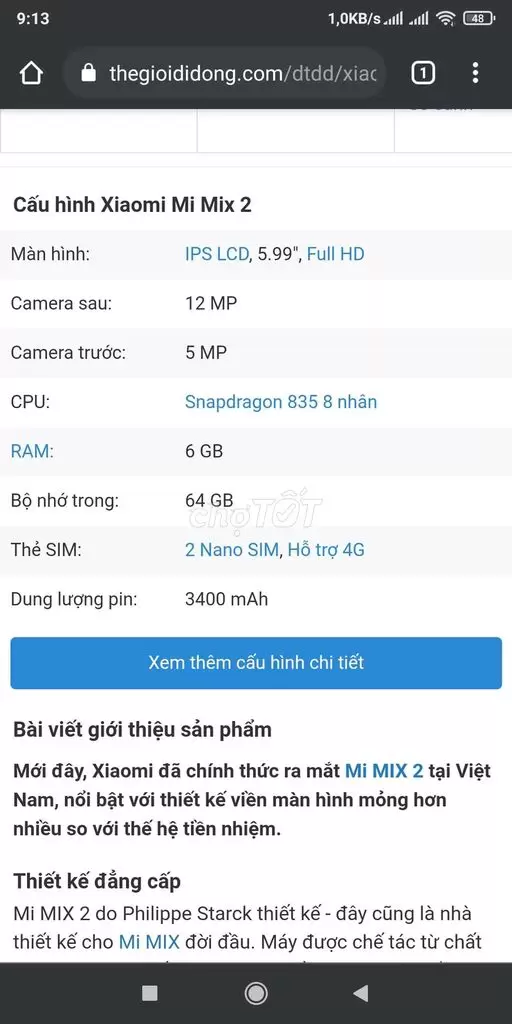 9:13 1,0KB/s 48
thegioididong.com/dtdd/xiac 1
Cấu hình Xiaomi Mi Mix 2
Màn hình: IPS LCD, 5.99", Full HD
Camera sau: 12 MP
Camera trước: 5 MP
CPU: Snapdragon 835 8 nhân
RAM: 6 GB
Bộ nhớ trong: 64 GB
chợTỐT
Thẻ SIM: 2 Nano SIM, Hỗ trợ 4G
Dung lượng pin: 3400 mAh
Xem thêm cấu hình chi tiết
Bài viết giới thiệu sản phẩm
Mới đây, Xiaomi đã chính thức ra mắt Mi MIX 2 tại Việt
Nam, nổi bật với thiết kế viền màn hình mỏng hơn
nhiều so với thế hệ tiền nhiệm.
Thiết kế đẳng cấp
Mi MIX 2 do Philippe Starck thiết kế - đây cũng là nhà
thiết kế cho Mi MIX đời đầu. Máy được chế tác từ chất